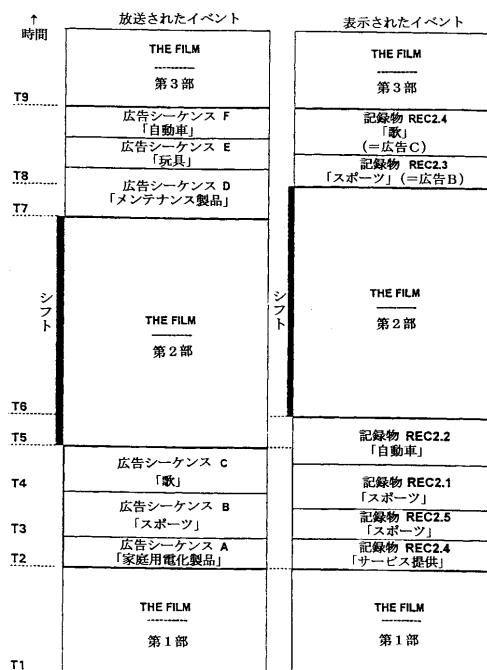 ↑
時間
放送されたイベント
表示されたイベント
THE FILM
第3部
THE FILM
第3部
T9
広告シーケンス F
「自動車」
記録物 REC2.4
「歌」
(=広告C)
広告シーケンス E
「玩具」
記録物 REC2.3
「スポーツ」(=広告B)
T8
広告シーケンス D
「メンテナンス製品」
T7
シフト
THE FILM
第2部
シフト
THE FILM
第2部
T6
T5
記録物 REC2.2
「自動車」
広告シーケンス C
「歌」
T4
記録物 REC2.1
「スポーツ」
広告シーケンス B
「スポーツ」
T3
記録物 REC2.5
「スポーツ」
広告シーケンス A
「家庭用電化製品」
記録物 REC2.4
「サービス提供」
T2
THE FILM
第1部
THE FILM
第1部
T1